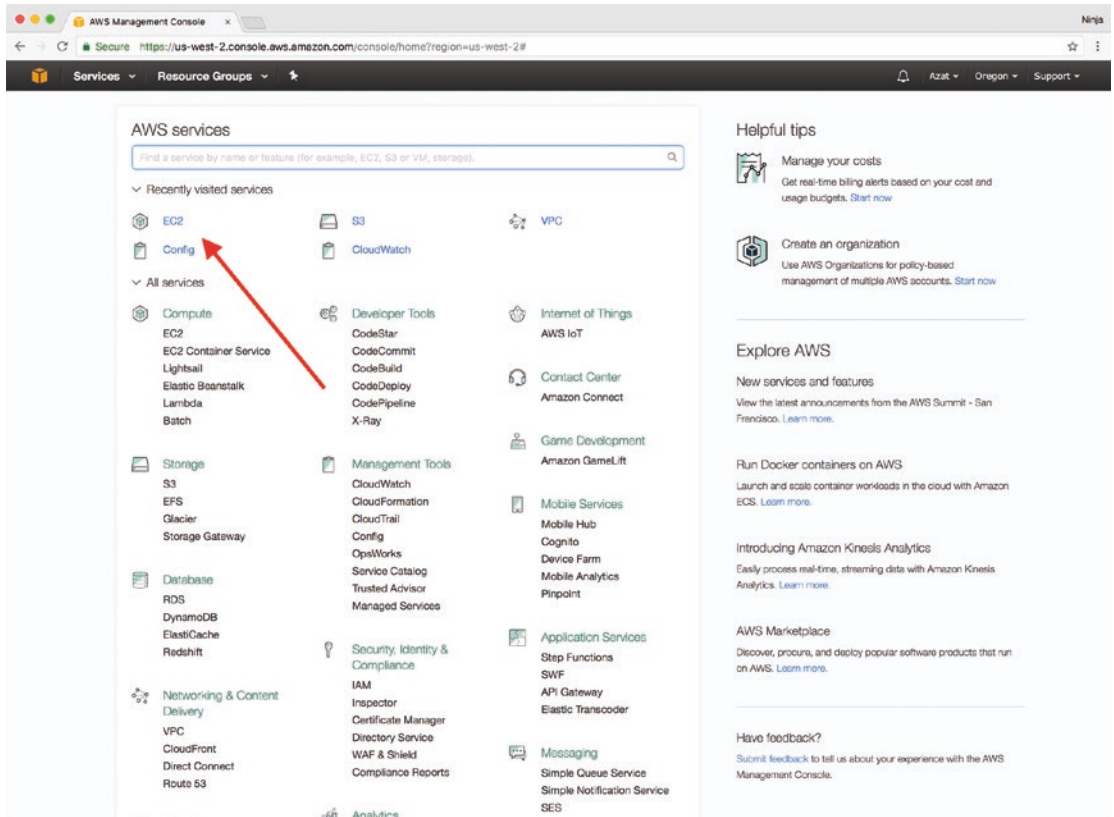 AWS Management Console
Ninja
Secure https://us-west-2.console.aws.amazon.com/console/home?region=us-west-2#
Services Resource Groups Azat Oregon Support
AWS services
Find a service by name or feature (for example, EC2, S3 or VM, storage).
Recently visited services
EC2
S3
VPC
Config
CloudWatch
All services
Compute
EC2
EC2 Container Service
Lightsail
Elastic Beanstalk
Lambda
Batch
Storage
S3
EFS
Glacier
Storage Gateway
Database
RDS
DynamoDB
ElastiCache
Redshift
Networking & Content
Delivery
VPC
CloudFront
Direct Connect
Route 53
Developer Tools
CodeStar
CodeCommit
CodeBuild
CodeDeploy
CodePipeline
X-Ray
Management Tools
CloudWatch
CloudFormation
CloudTrail
Config
OpsWorks
Service Catalog
Trusted Advisor
Managed Services
Security, Identity &
Compliance
IAM
Inspector
Certificate Manager
Directory Service
WAF & Shield
Compliance Reports
Analytics
Internet of Things
AWS IoT
Contact Center
Amazon Connect
Game Development
Amazon GameLift
Mobile Services
Mobile Hub
Cognito
Device Farm
Mobile Analytics
Pinpoint
Application Services
Step Functions
SWF
API Gateway
Elastic Transcoder
Messaging
Simple Queue Service
Simple Notification Service
SES
Helpful tips
Manage your costs
Get real-time billing alerts based on your cost and
usage budgets. Start now
Create an organization
Use AWS Organizations for policy-based
management of multiple AWS accounts. Start now
Explore AWS
New services and features
View the latest announcements from the AWS Summit - San
Francisco. Learn more.
Run Docker containers on AWS
Launch and scale container workloads in the cloud with Amazon
ECS. Learn more.
Introducing Amazon Kinesis Analytics
Easily process real-time, streaming data with Amazon Kinesis
Analytics. Learn more.
AWS Marketplace
Discover, procure, and deploy popular software products that run
on AWS. Learn more.
Have feedback?
Submit feedback to tell us about your experience with the AWS
Management Console.